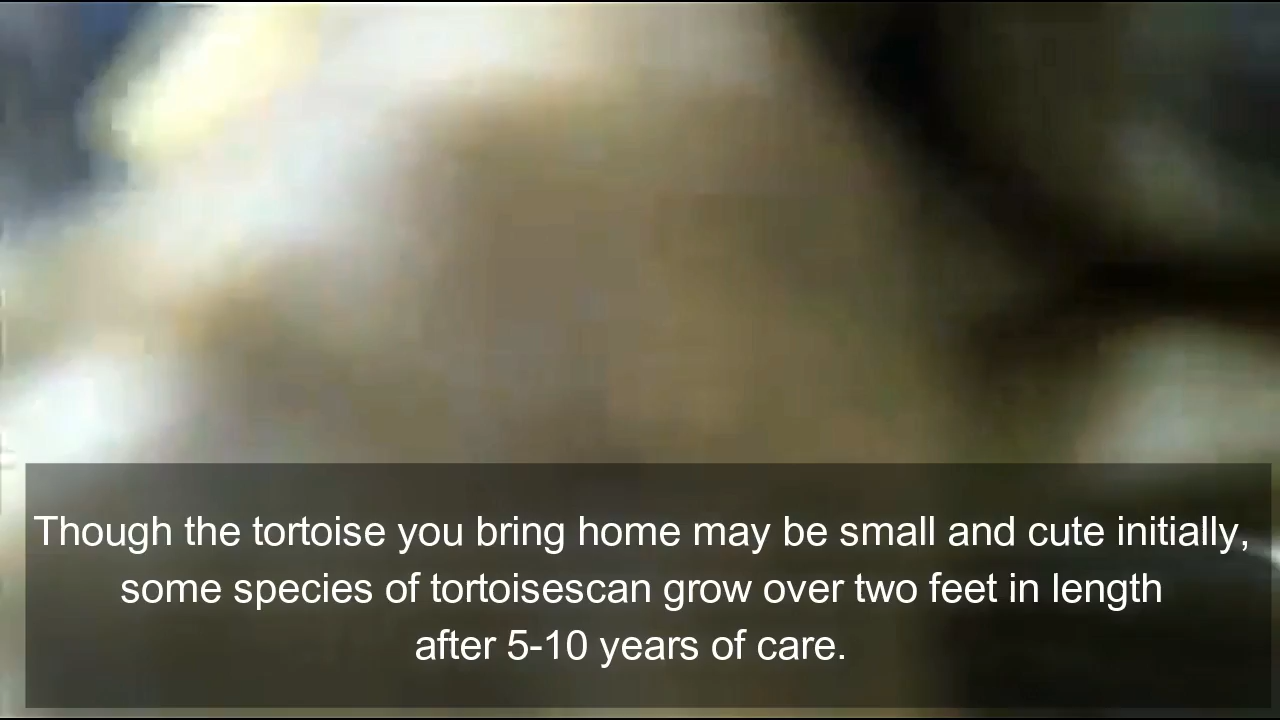 Though the tortoise you bring home may be small and cute initially,
some species of tortoisescan grow over two feet in length
after 5-10 years of care.